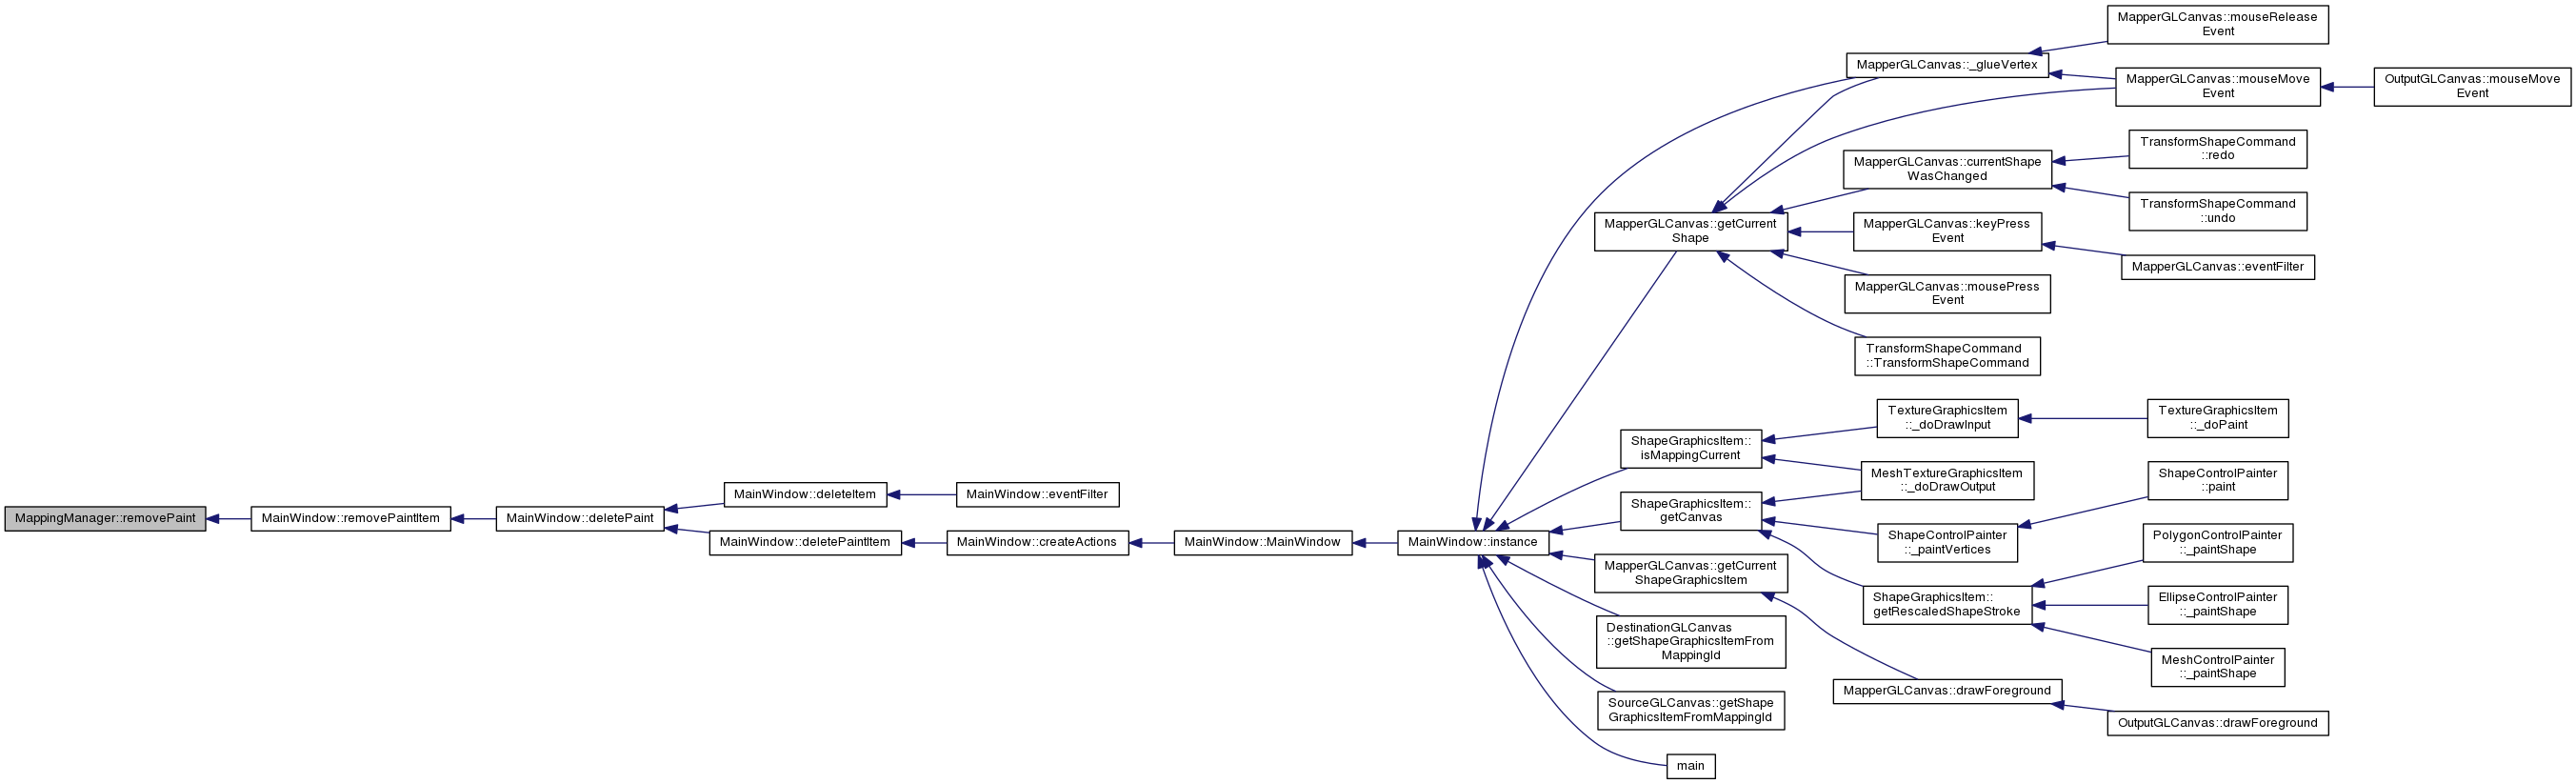 MappingManager::removePaint
MainWindow::removePaintItem
MainWindow::deletePaint
MainWindow::deleteItem
MainWindow::eventFilter
MainWindow::deletePaintItem
MainWindow::createActions
MainWindow::MainWindow
MainWindow::instance
MapperGLCanvas::_glueVertex
MapperGLCanvas::mouseRelease
Event
MapperGLCanvas::mouseMove
Event
OutputGLCanvas::mouseMove
Event
MapperGLCanvas::getCurrent
Shape
MapperGLCanvas::currentShape
WasChanged
TransformShapeCommand
::redo
TransformShapeCommand
::undo
MapperGLCanvas::keyPress
Event
MapperGLCanvas::eventFilter
MapperGLCanvas::mousePress
Event
TransformShapeCommand
::TransformShapeCommand
ShapeGraphicsItem::
isMappingCurrent
TextureGraphicsItem
::_doDrawInput
TextureGraphicsItem
::_doPaint
MeshTextureGraphicsItem
::_doDrawOutput
ShapeGraphicsItem::
getCanvas
ShapeControlPainter
::_paintVertices
ShapeControlPainter
::paint
ShapeGraphicsItem::
getRescaledShapeStroke
PolygonControlPainter
::_paintShape
EllipseControlPainter
::_paintShape
MeshControlPainter
::_paintShape
MapperGLCanvas::getCurrent
ShapeGraphicsItem
MapperGLCanvas::drawForeground
OutputGLCanvas::drawForeground
DestinationGLCanvas
::getShapeGraphicsItemFrom
MappingId
SourceGLCanvas::getShape
GraphicsItemFromMappingId
main